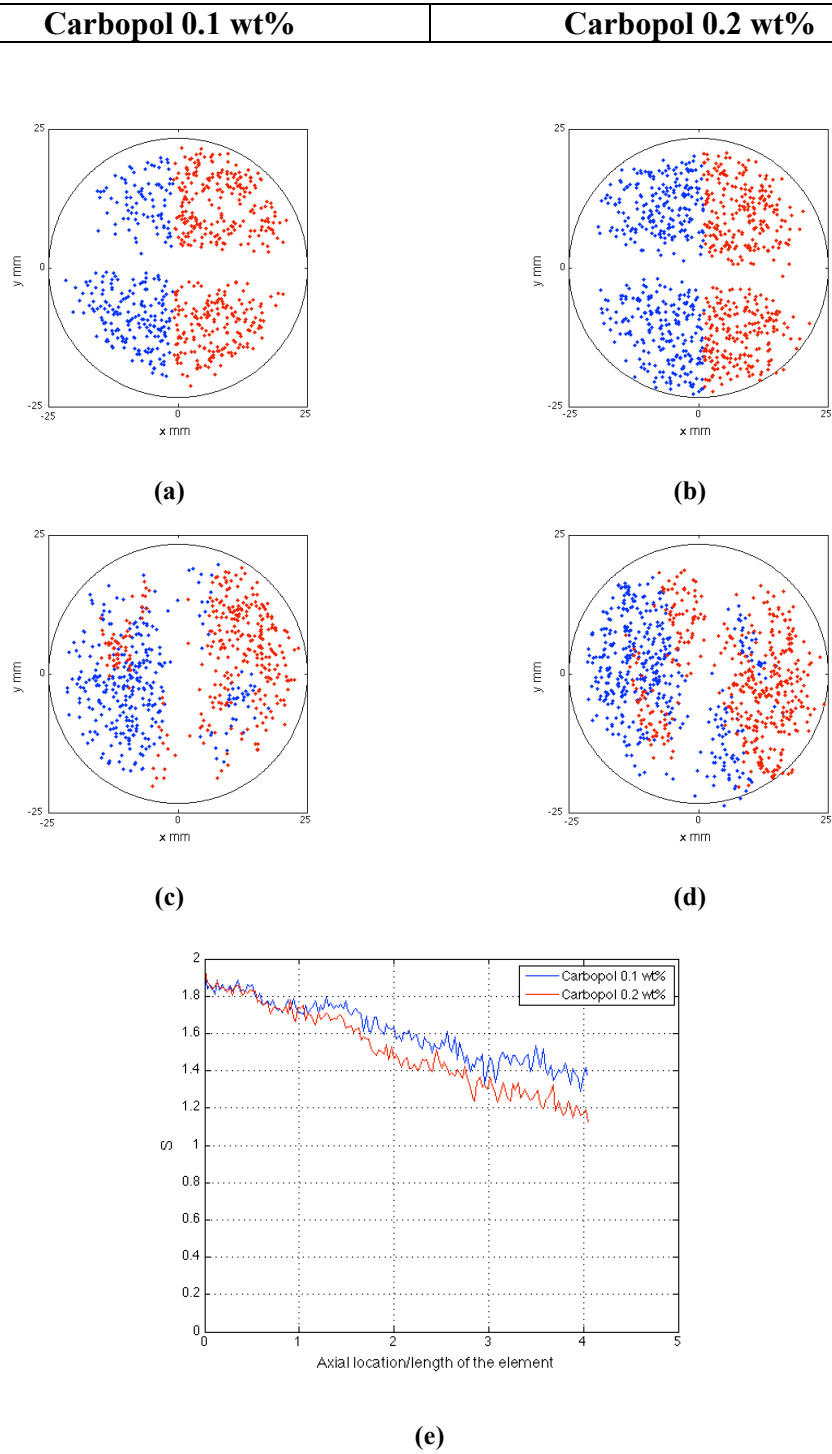 Carbopol 0.1 wt% Carbopol 0.2 wt%
25 25
y mm 0 y mm 0
-25 -25
-25 0 25 -25 0 25
x mm x mm
(a) (b)
25 25
y mm 0 y mm 0
-25 -25
-25 0 25 -25 0 25
x mm x mm
(c) (d)
2
Carbopol 0.1 wt%
1.8
Carbopol 0.2 wt%
1.6
1.4
1.2
S
1
0.8
0.6
0.4
0.2
0
0 1 2 3 4 5
Axial location/length of the element
(e)